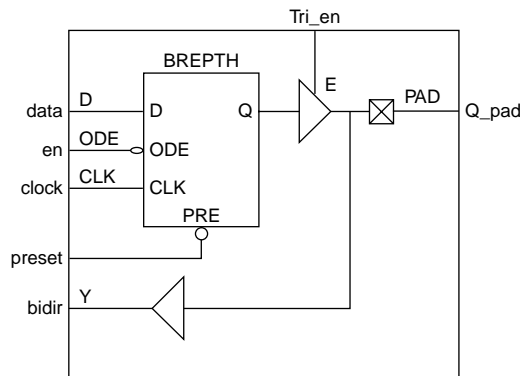 Tri_en
BREPTH
E
PAD
data
D
D
Q
Q_pad
en
ODE
ODE
clock
CLK
CLK
PRE
preset
bidir
Y